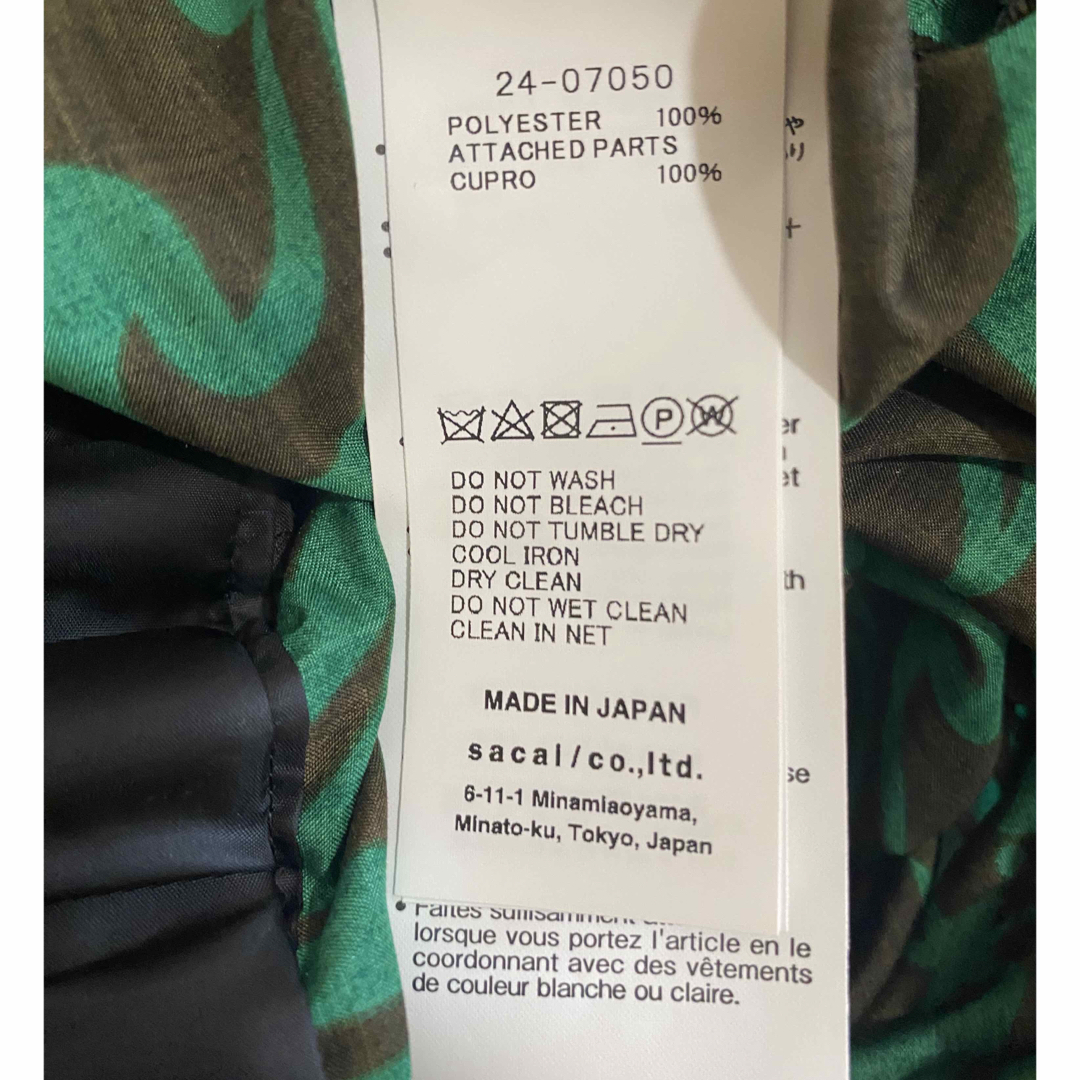 24-07050
POLYESTER 100%
ATTACHED PARTS
CUPRO 100%
P W
DO NOT WASH
DO NOT BLEACH
DO NOT TUMBLE DRY
COOL IRON
DRY CLEAN
DO NOT WET CLEAN
CLEAN IN NET
MADE IN JAPAN
sacai/co.,ltd.
6-11-1 Minamiaoyama,
Minato-ku, Tokyo, Japan
• Faites suffisamment
lorsque vous portez l'article en le
coordonnant avec des vêtements
de couleur blanche ou claire.